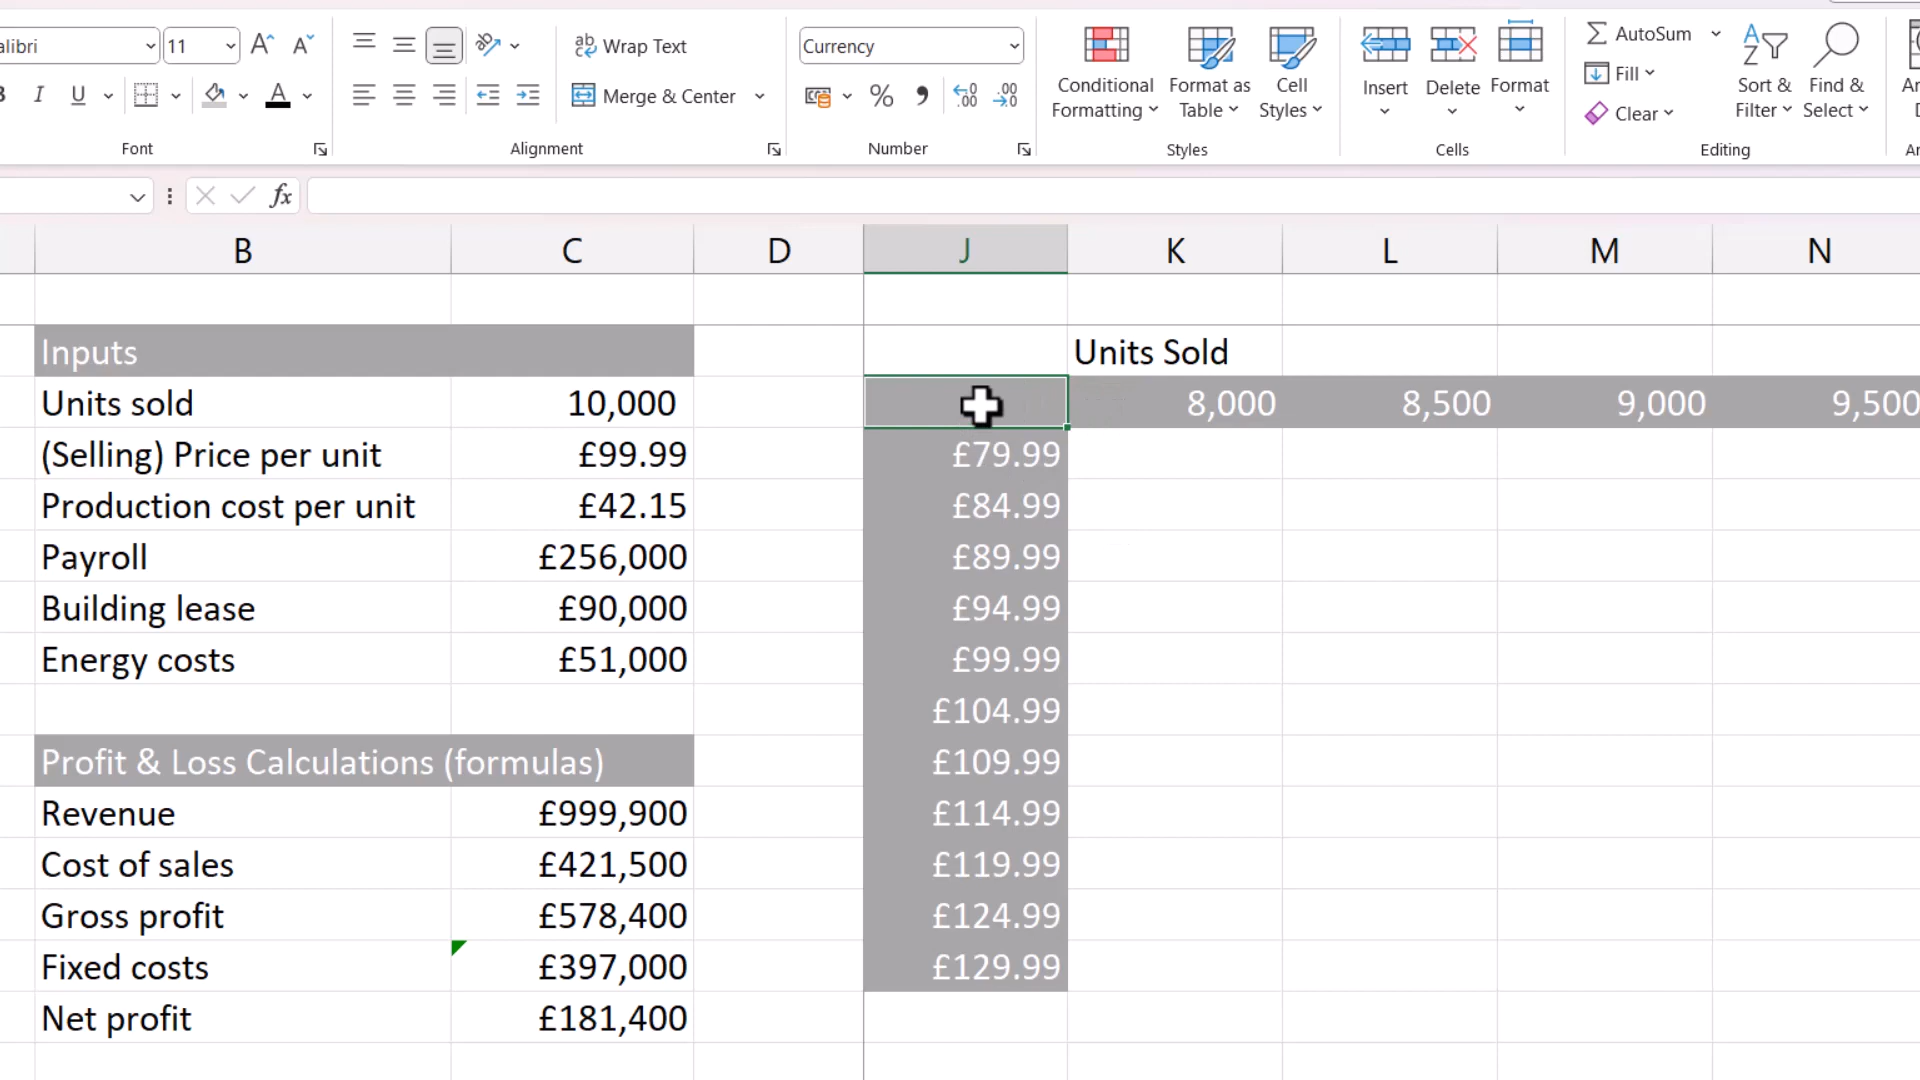 alibri 11 A A Wrap Text Currency Conditional Formatting Format as Table Cell Styles Insert Delete Format AutoSum Sort & Filter Find & Select
B I U A Merge & Center % Fill Clear
Font Alignment Number Styles Cells Editing
fx
B C D J K L M N
Inputs Units Sold
Units sold 10,000 8,000 8,500 9,000 9,500
(Selling) Price per unit £99.99 £79.99
Production cost per unit £42.15 £84.99
Payroll £256,000 £89.99
Building lease £90,000 £94.99
Energy costs £51,000 £99.99
£104.99
Profit & Loss Calculations (formulas) £109.99
Revenue £999,900 £114.99
Cost of sales £421,500 £119.99
Gross profit £578,400 £124.99
Fixed costs £397,000 £129.99
Net profit £181,400